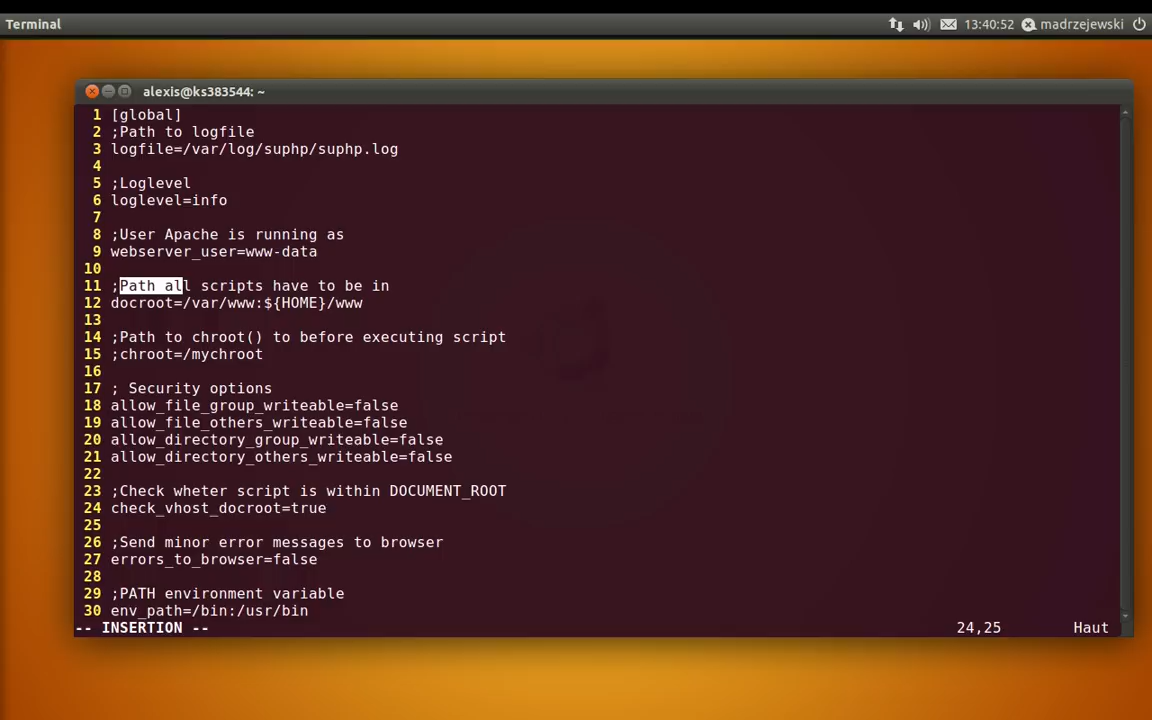 Terminal
13:40:52 madrzejewski
alexis@ks383544: ~
1 [global]
2 ;Path to logfile
3 logfile=/var/log/suphp/suphp.log
4
5 ;Loglevel
6 loglevel=info
7
8 ;User Apache is running as
9 webserver_user=www-data
10
11 ;Path all scripts have to be in
12 docroot=/var/www:${HOME}/www
13
14 ;Path to chroot() to before executing script
15 ;chroot=/mychroot
16
17 ; Security options
18 allow_file_group_writeable=false
19 allow_file_others_writeable=false
20 allow_directory_group_writeable=false
21 allow_directory_others_writeable=false
22
23 ;Check wheter script is within DOCUMENT_ROOT
24 check_vhost_docroot=true
25
26 ;Send minor error messages to browser
27 errors_to_browser=false
28
29 ;PATH environment variable
30 env_path=/bin:/usr/bin
-- INSERTION -- 24,25 Haut